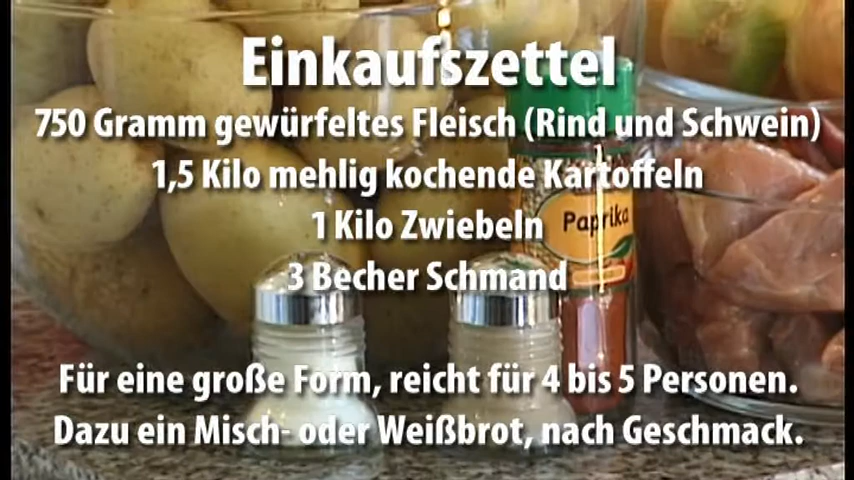 Einkaufszettel
750 Gramm gewürfeltes Fleisch (Rind und Schwein)
1,5 Kilo mehlig kochende Kartoffeln
1 Kilo Zwiebeln
Paprika
3 Becher Schmand
Für eine große Form, reicht für 4 bis 5 Personen.
Dazu ein Misch- oder Weißbrot, nach Geschmack.